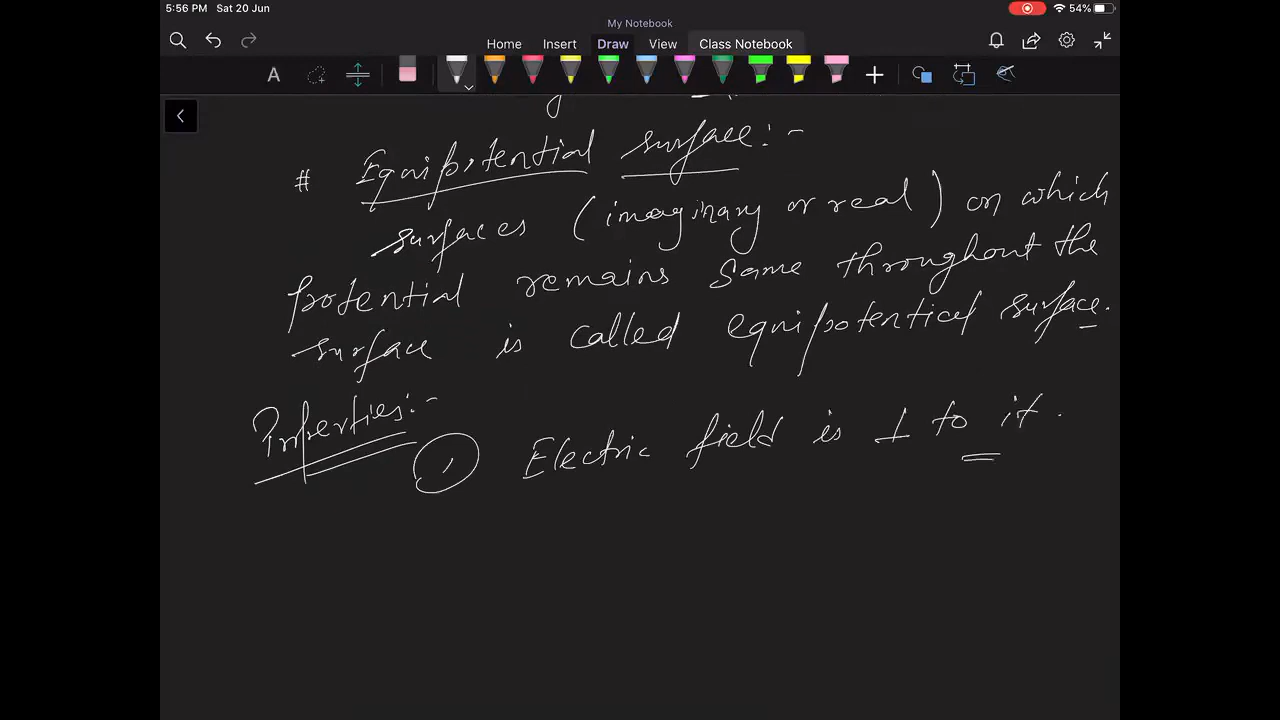 5:56 PM Sat 20 Jun
54%
My Notebook
Home Insert Draw View Class Notebook
A
# Equipotential surface:-
surfaces (imaginary or real) on which
potential remains same throughout the
surface is called equipotential surface.
Properties:-
1 Electric field is ⊥ to it.